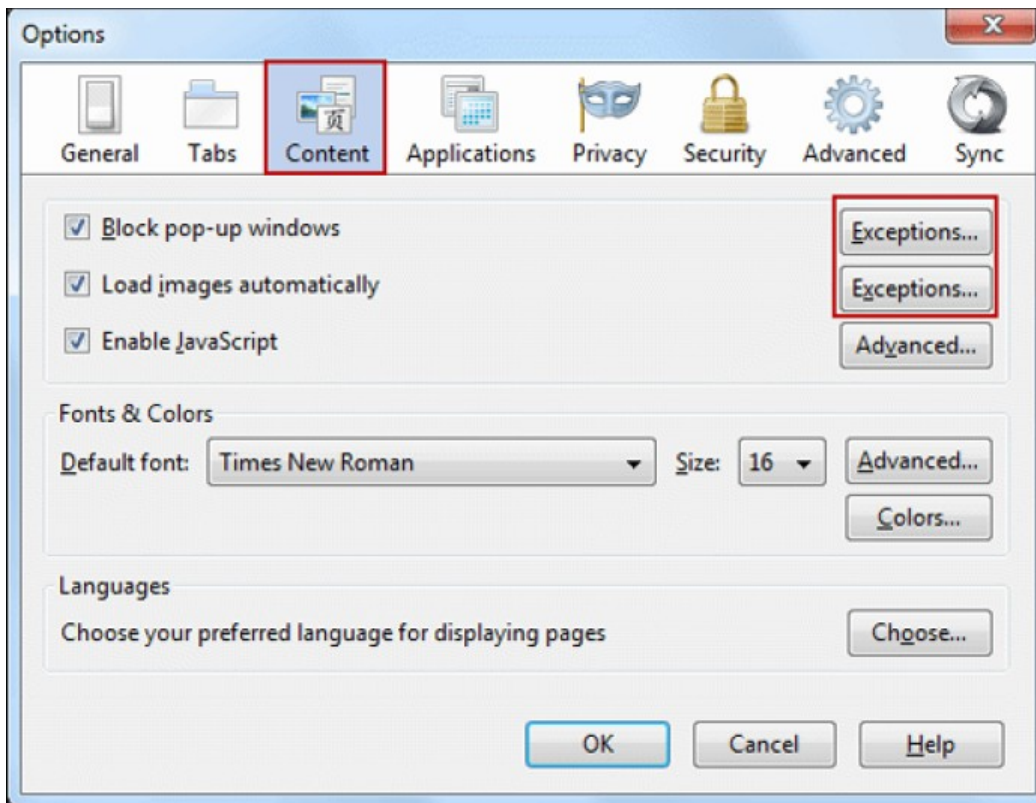 Options
General Tabs Content Applications Privacy Security Advanced Sync
页
Block pop-up windows Exceptions...
Load images automatically Exceptions...
Enable JavaScript Advanced...
Fonts & Colors
Default font: Times New Roman Size: 16 Advanced...
Colors...
Languages
Choose your preferred language for displaying pages Choose...
OK Cancel Help